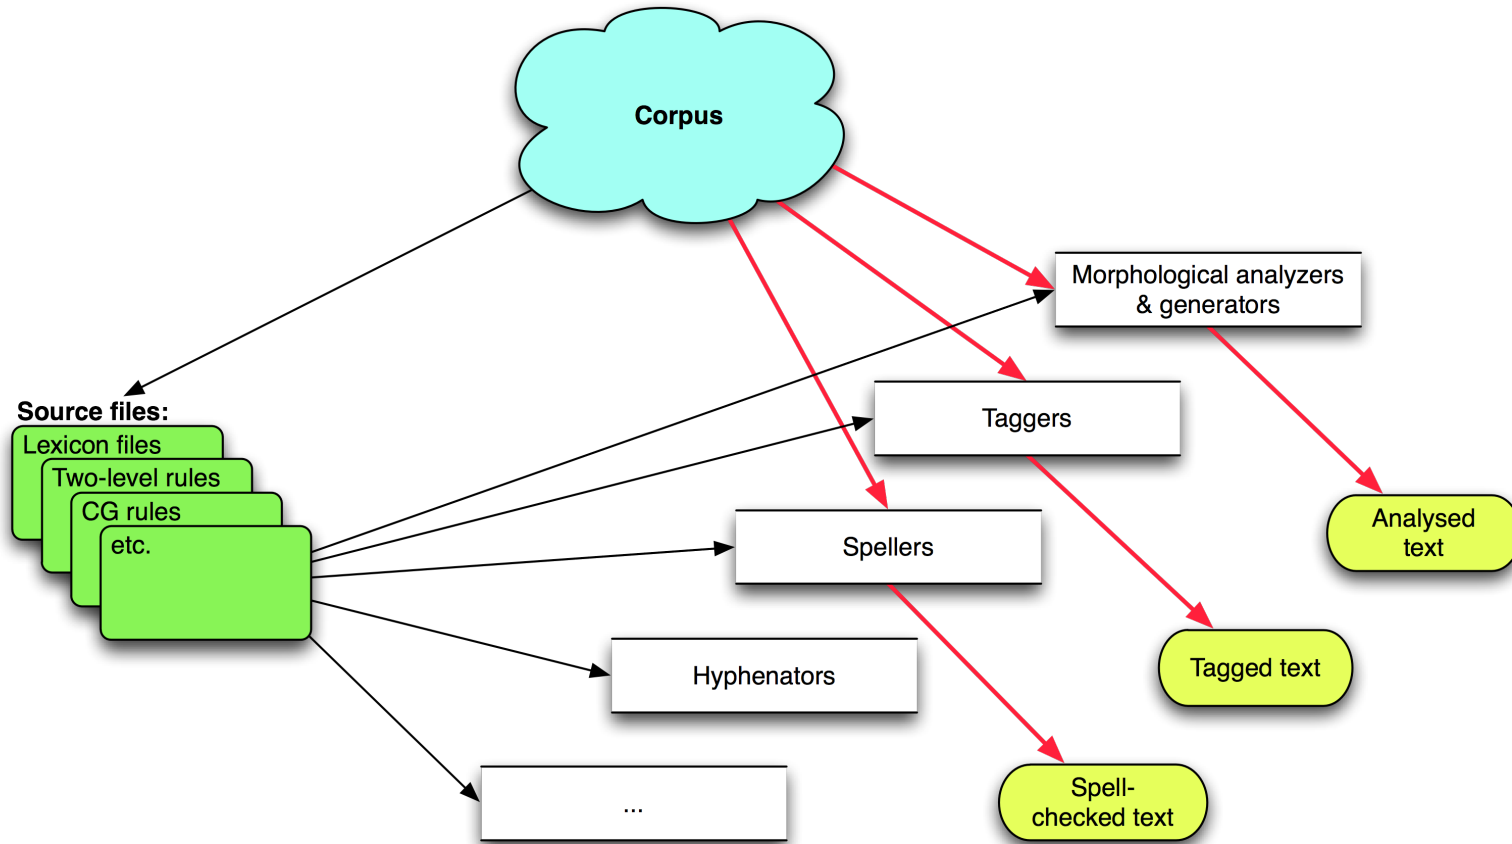 Corpus
Morphological analyzers
& generators
Source files:
Lexicon files
Two-level rules
CG rules
etc.
Taggers
Spellers
Analysed
text
Hyphenators
Tagged text
...
Spell-
checked text